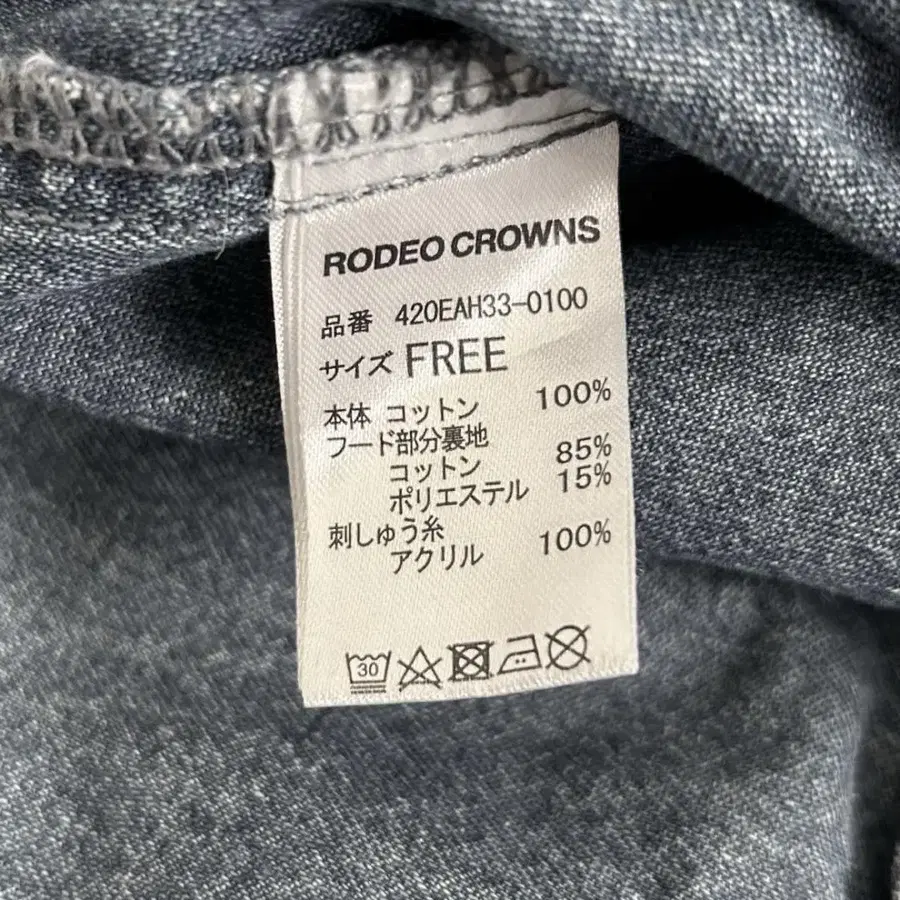 RODEO CROWNS
品番 420EAH33-0100
サイズ FREE
本体 コットン 100%
フード部分裏地
コットン 85%
ポリエステル 15%
刺しゅう糸
アクリル 100%
30